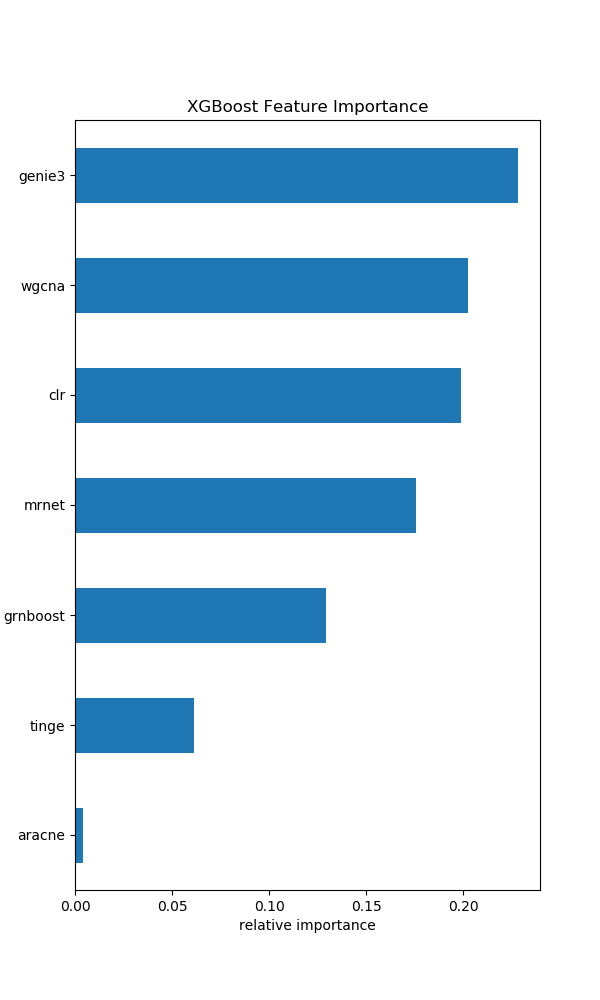 XGBoost Feature Importance
genie3
wgcna
clr
mrnet
grnboost
tinge
aracne
0.00 0.05 0.10 0.15 0.20
relative importance